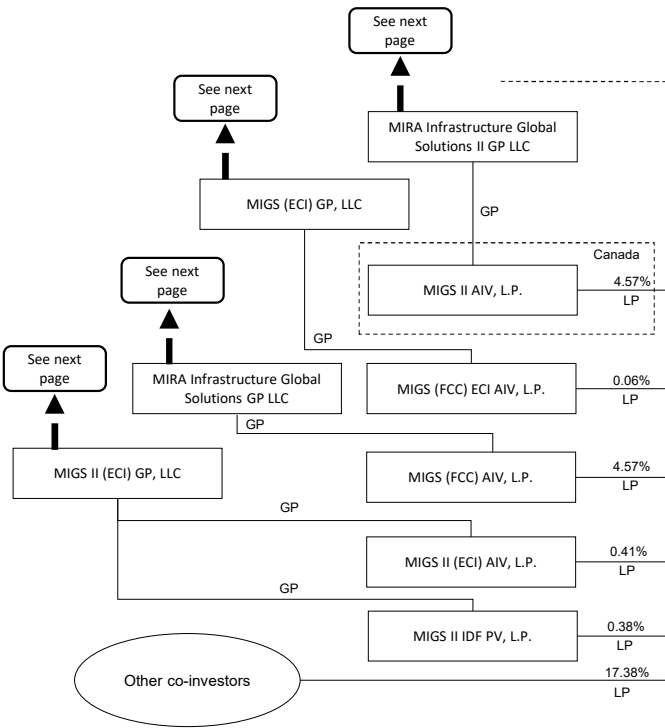 See next
page
See next
page
MIRA Infrastructure Global
Solutions II GP LLC
MIGS (ECI) GP, LLC
GP
Canada
See next
page
MIGS II AIV, L.P.
4.57%
LP
GP
See next
page
MIRA Infrastructure Global
Solutions GP LLC
MIGS (FCC) ECI AIV, L.P.
0.06%
LP
GP
MIGS II (ECI) GP, LLC
MIGS (FCC) AIV, L.P.
4.57%
LP
GP
MIGS II (ECI) AIV, L.P.
0.41%
LP
GP
MIGS II IDF PV, L.P.
0.38%
LP
Other co-investors
17.38%
LP